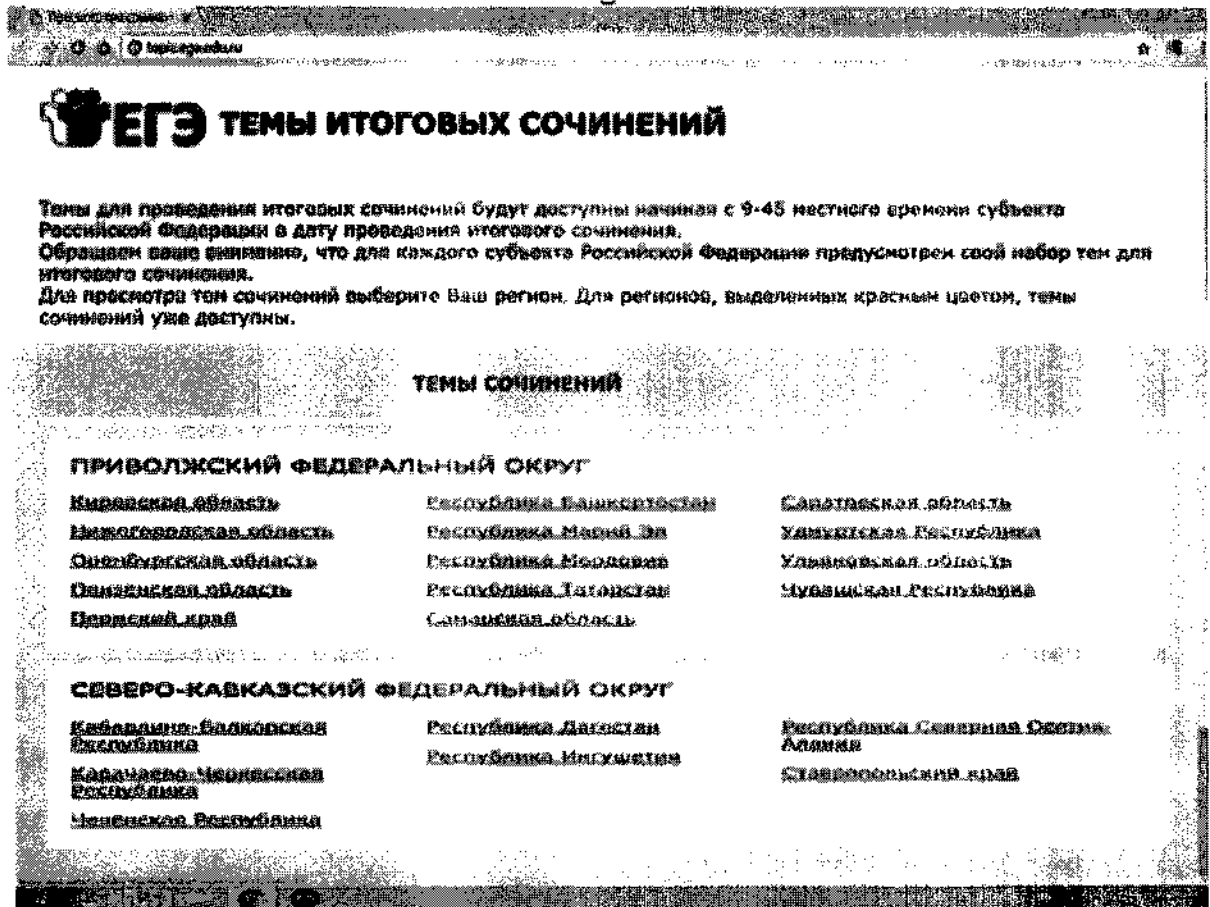 topic.ege.edu.ru
ЕГЭ ТЕМЫ ИТОГОВЫХ СОЧИНЕНИЙ
Темы для проведения итоговых сочинений будут доступны начиная с 9-45 местного времени субъекта
Российской Федерации в дату проведения итогового сочинения.
Обращаем ваше внимание, что для каждого субъекта Российской Федерации предусмотрен свой набор тем для
итогового сочинения.
Для просмотра тем сочинений выберите Ваш регион. Для регионов, выделенных красным цветом, темы
сочинений уже доступны.
ТЕМЫ СОЧИНЕНИЙ
ПРИВОЛЖСКИЙ ФЕДЕРАЛЬНЫЙ ОКРУГ
Кировская область
Нижегородская область
Оренбургская область
Пензенская область
Пермский край
Республика Башкортостан
Республика Марий Эл
Республика Мордовия
Республика Татарстан
Самарская область
Саратовская область
Удмуртская Республика
Ульяновская область
Чувашская Республика
СЕВЕРО-КАВКАЗСКИЙ ФЕДЕРАЛЬНЫЙ ОКРУГ
Кабардино-Балкарская
Республика
Карачаево-Черкесская
Республика
Чеченская Республика
Республика Дагестан
Республика Ингушетия
Республика Северная Осетия-
Алания
Ставропольский край